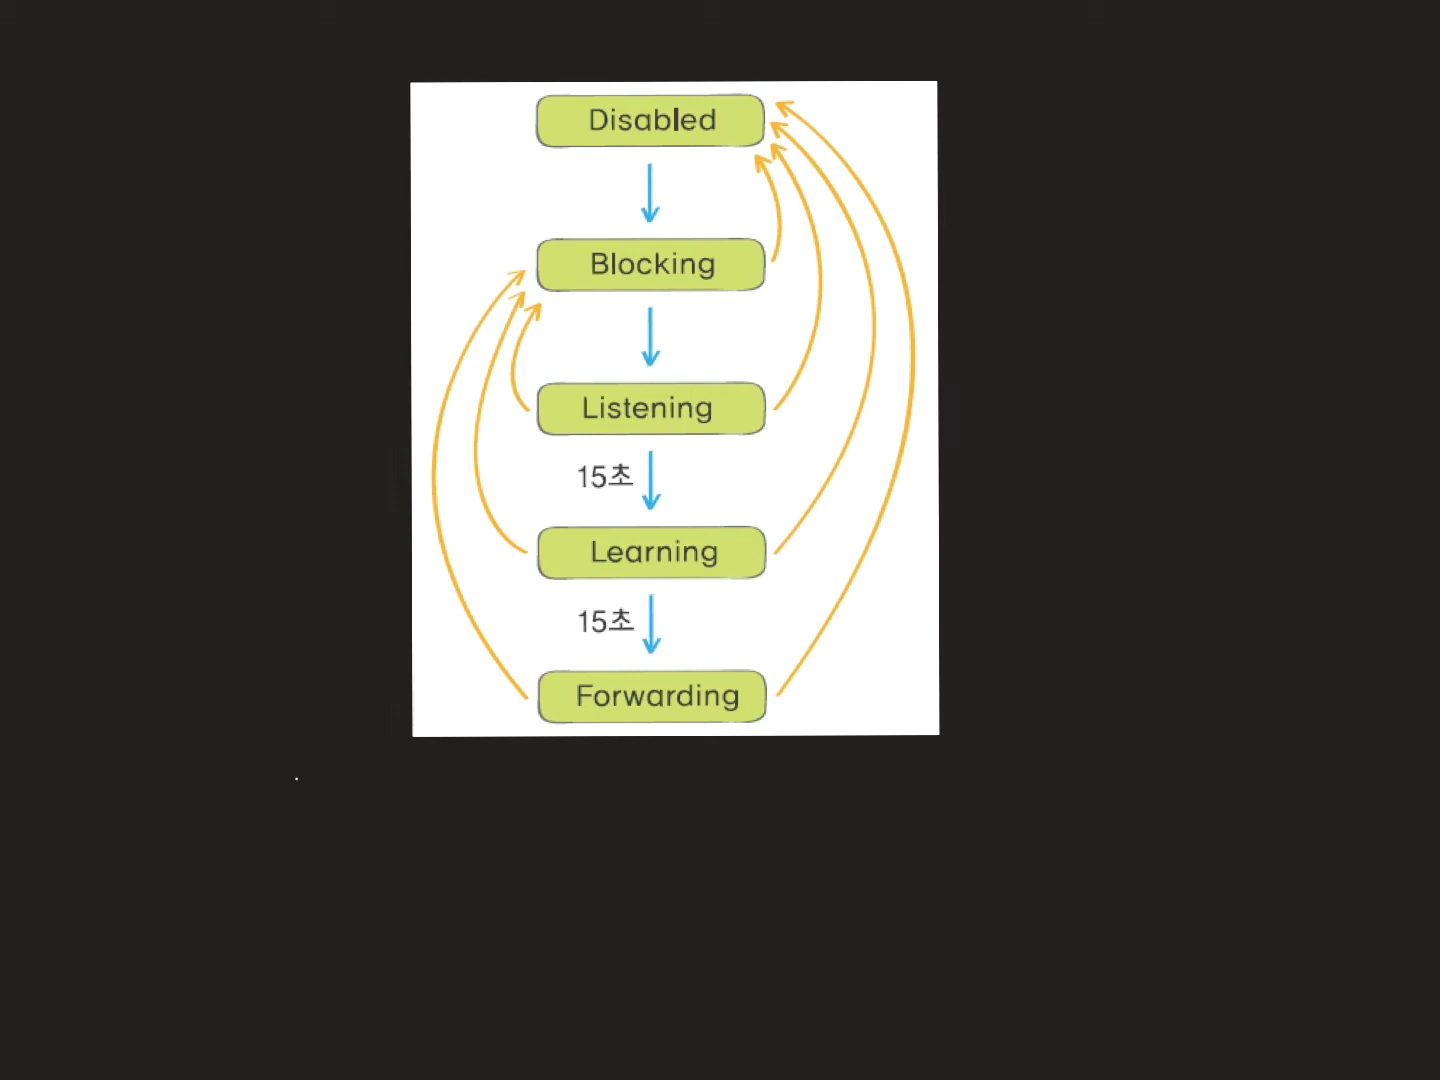 Disabled
Blocking
Listening
15초
Learning
15초
Forwarding